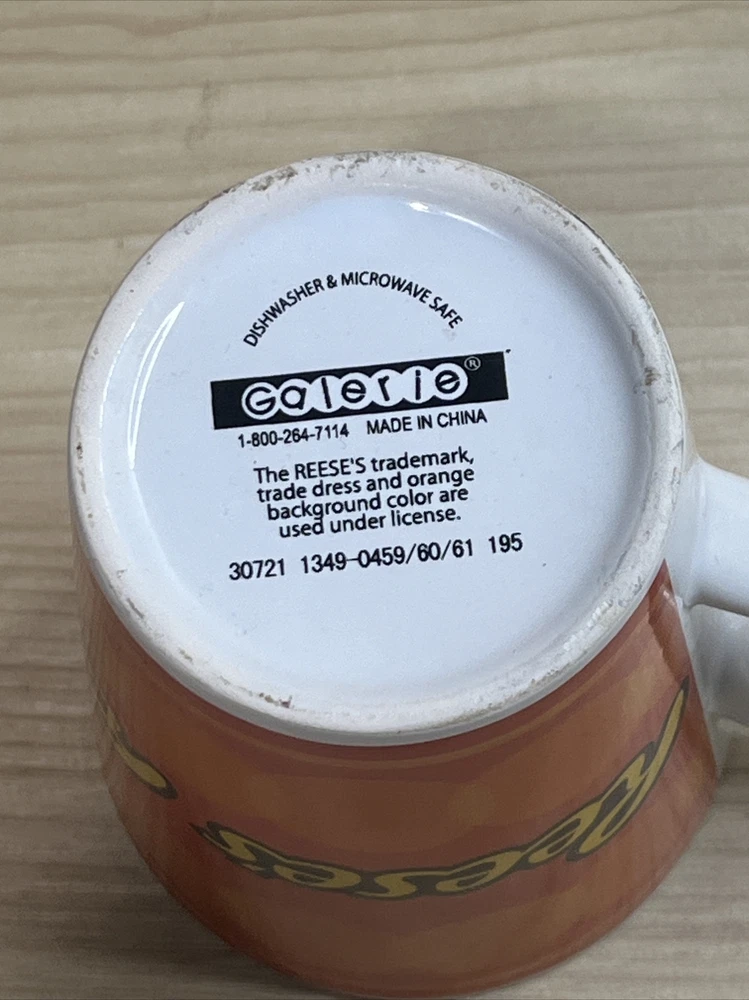 DISHWASHER & MICROWAVE SAFE
Galerie®
1-800-264-7114 MADE IN CHINA
The REESE'S trademark,
trade dress and orange
background color are
used under license.
30721 1349-0459/60/61 195
Reeses